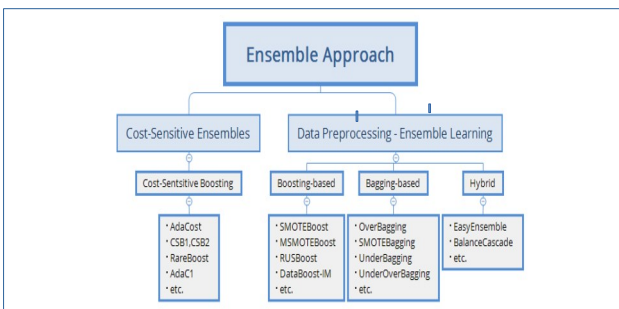 Ensemble Approach
Cost-Sensitive Ensembles
Data Preprocessing - Ensemble Learning
Cost-Sentsitive Boosting
Boosting-based
Bagging-based
Hybrid
• AdaCost
• CSB1,CSB2
• RareBoost
• AdaC1
• etc.
• SMOTEBoost
• MSMOTEBoost
• RUSBoost
• DataBoost-IM
• etc.
• OverBagging
• SMOTEBagging
• UnderBagging
• UnderOverBagging
• etc.
• EasyEnsemble
• BalanceCascade
• etc.